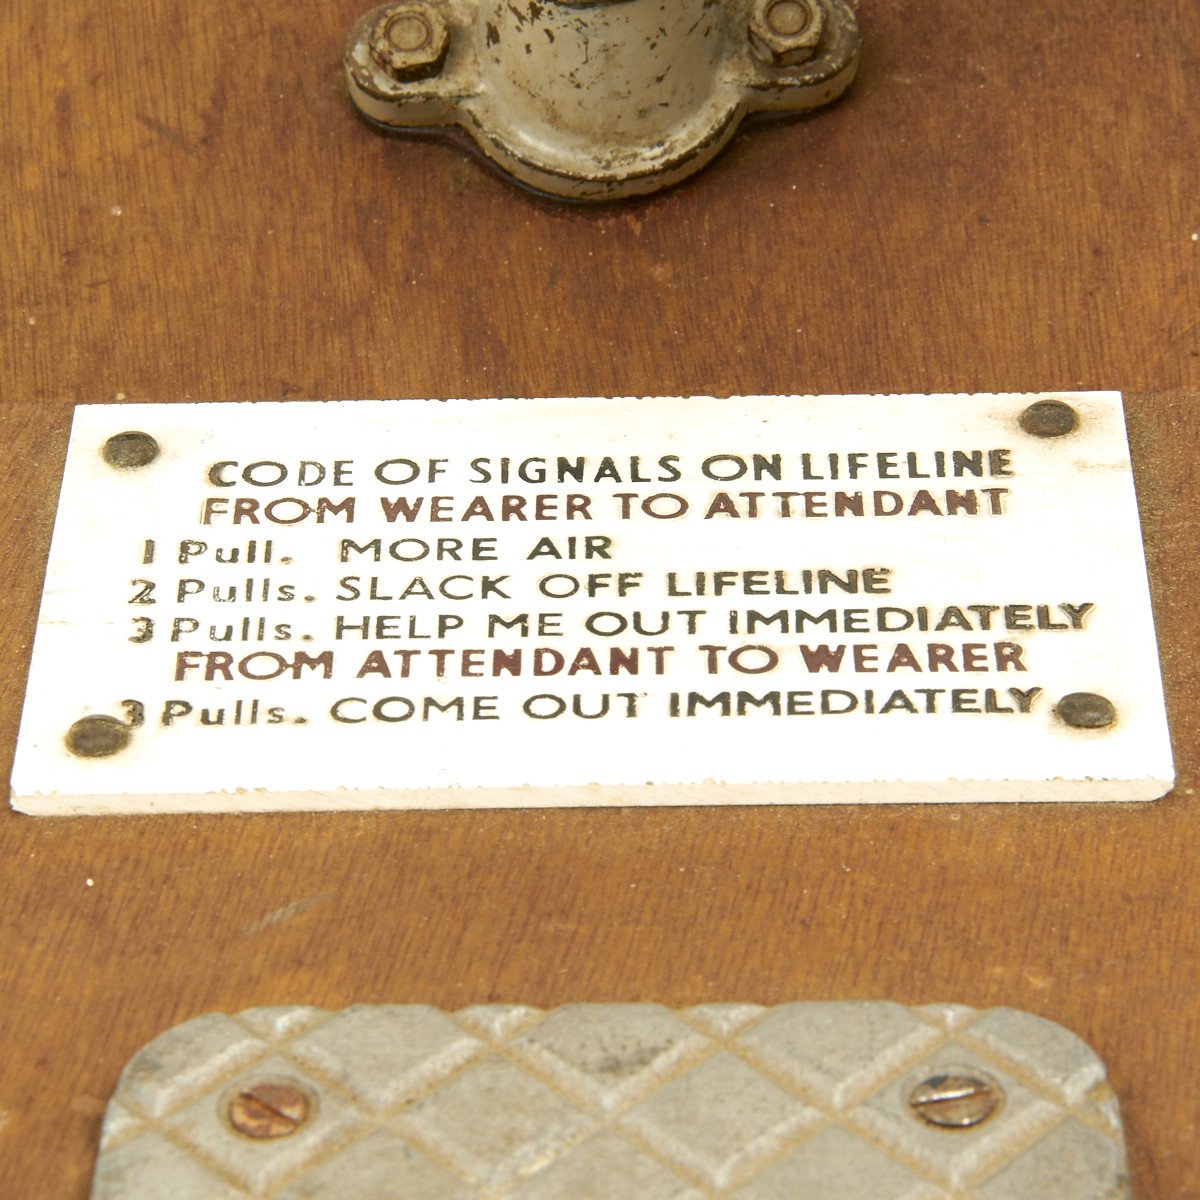 CODE OF SIGNALS ON LIFELINE
FROM WEARER TO ATTENDANT
1 Pull. MORE AIR
2 Pulls. SLACK OFF LIFELINE
3 Pulls. HELP ME OUT IMMEDIATELY
FROM ATTENDANT TO WEARER
3 Pulls. COME OUT IMMEDIATELY